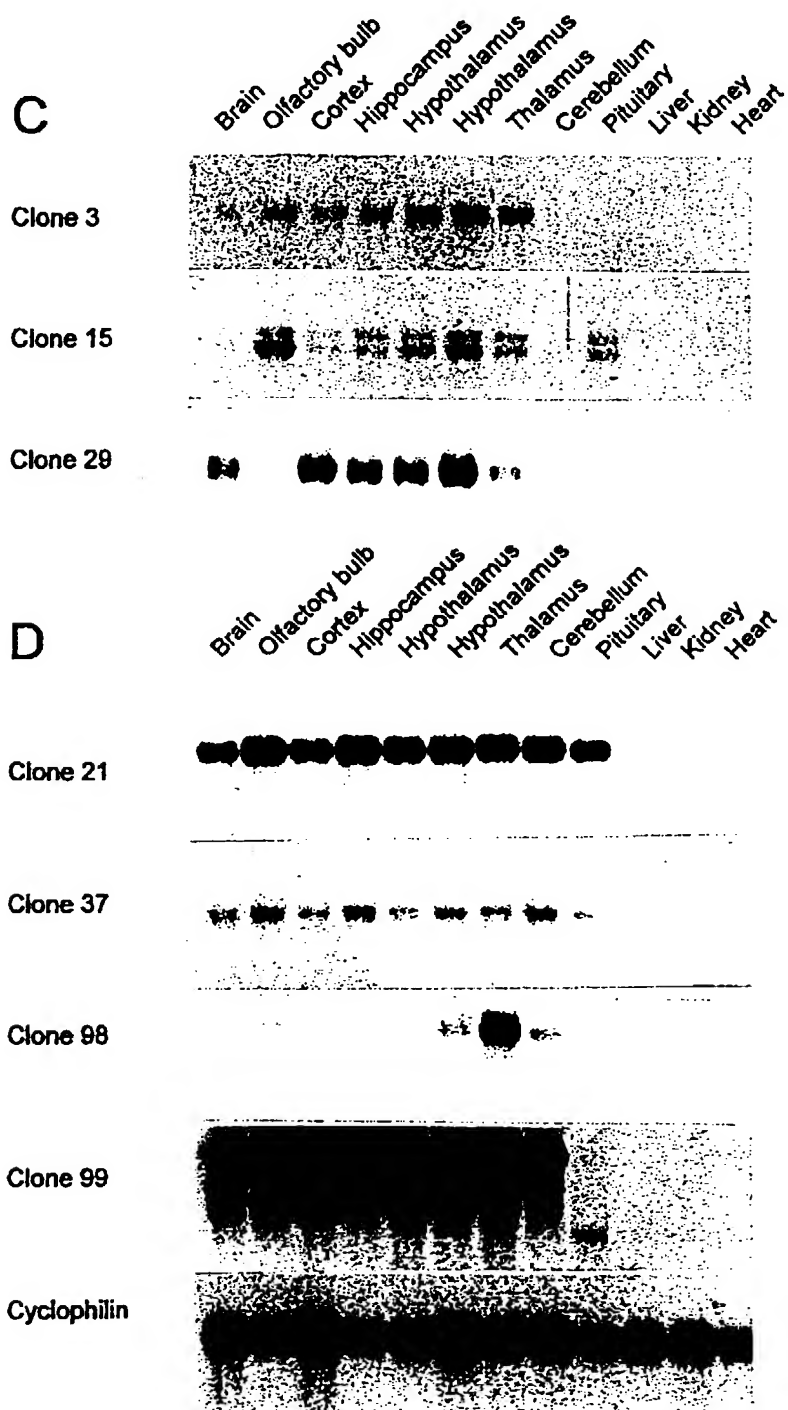 C
Brain
Olfactory bulb
Cortex
Hippocampus
Hypothalamus
Hypothalamus
Thalamus
Cerebellum
Pituitary
Liver
Kidney
Heart
Clone 3
Clone 15
Clone 29
D
Brain
Olfactory bulb
Cortex
Hippocampus
Hypothalamus
Hypothalamus
Thalamus
Cerebellum
Pituitary
Liver
Kidney
Heart
Clone 21
Clone 37
Clone 98
Clone 99
Cyclophilin